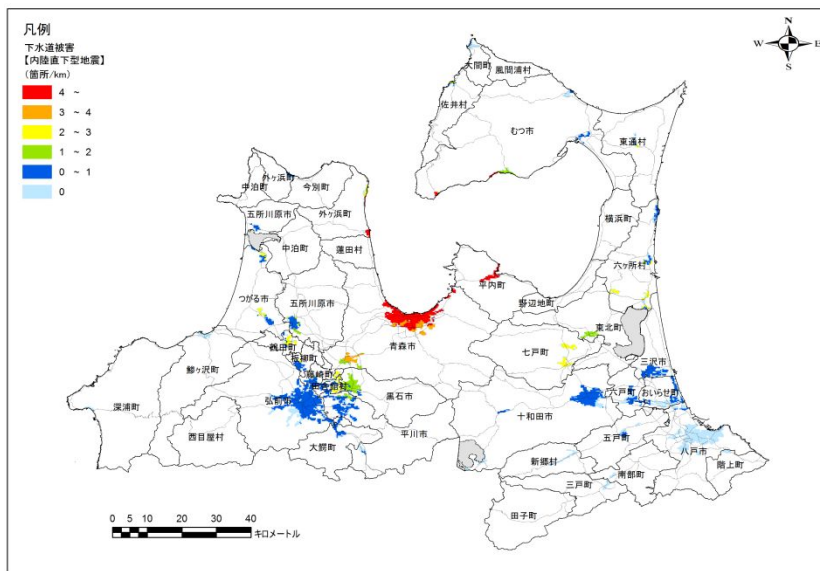 凡例
下水道被害
【内陸直下型地震】
(箇所/km)
4 ~
3 ~ 4
2 ~ 3
1 ~ 2
0 ~ 1
0
N
W E
S
大間町
風間浦村
佐井村
むつ市
東通村
外ヶ浜町
中泊町
今別町
五所川原市
外ヶ浜町
横浜町
中泊町
蓬田村
六ヶ所村
平内町
野辺地町
つがる市
五所川原市
東北町
青森市
七戸町
鶴田町
板柳町
三沢市
鰺ヶ沢町
藤崎町
田舎館村
六戸町
おいらせ町
弘前市
黒石市
深浦町
十和田市
西目屋村
平川市
五戸町
八戸市
大鰐町
新郷村
南部町
階上町
三戸町
田子町
0 5 10 20 30 40
キロメートル